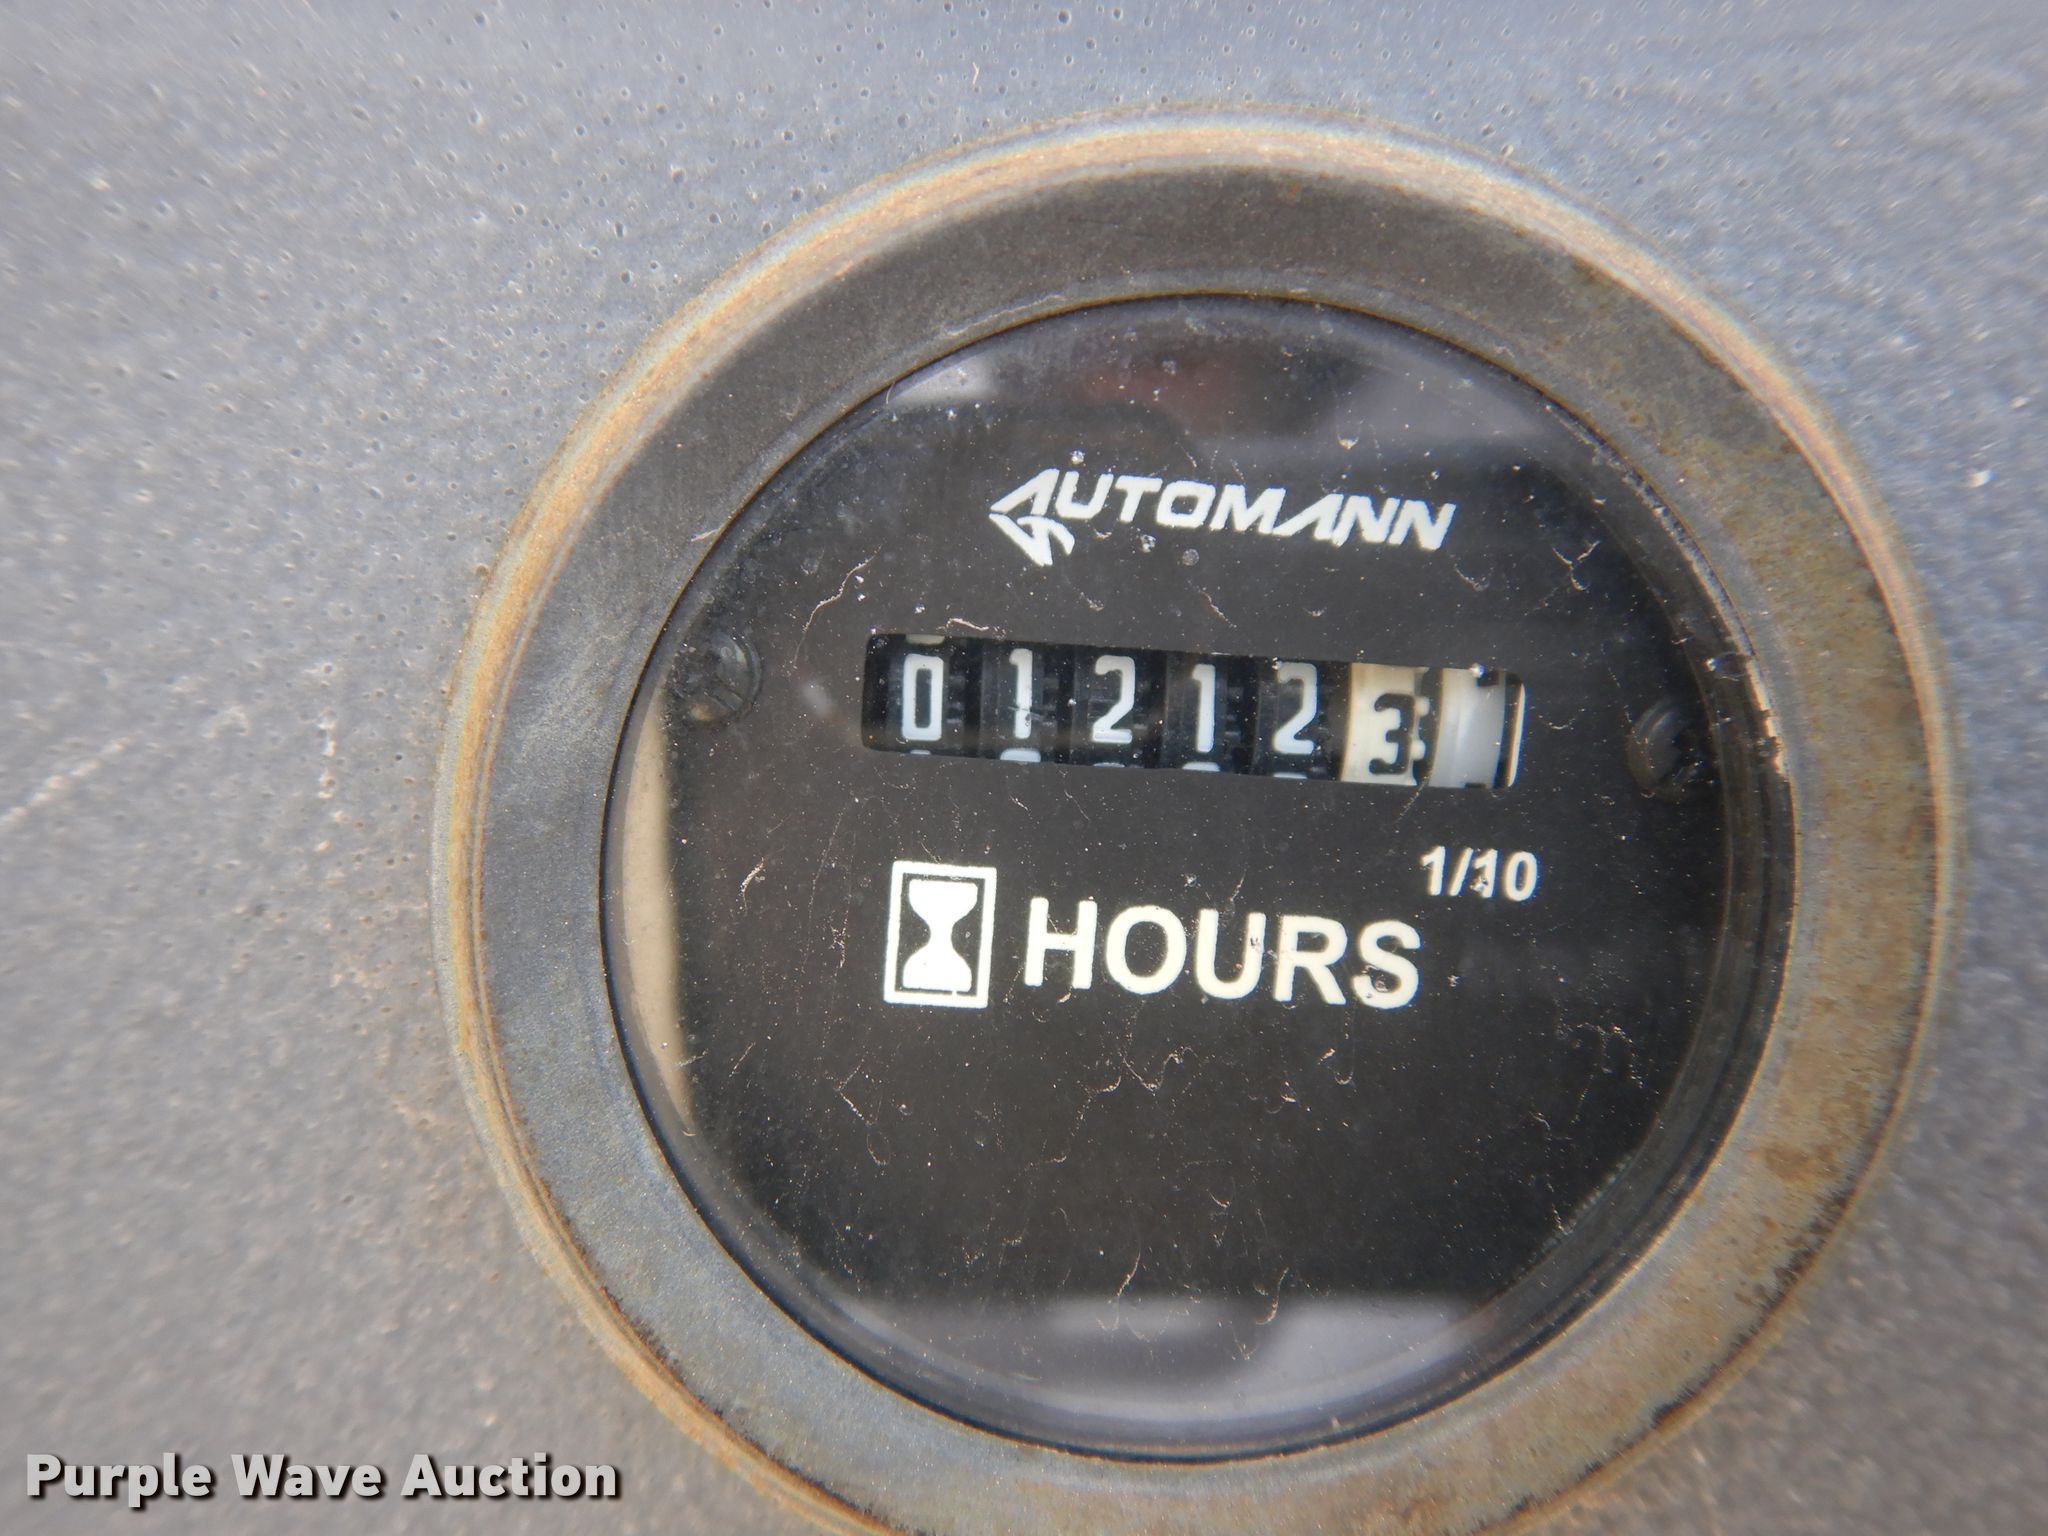 AUTOMANN
012123
1/10
HOURS
Purple Wave Auction